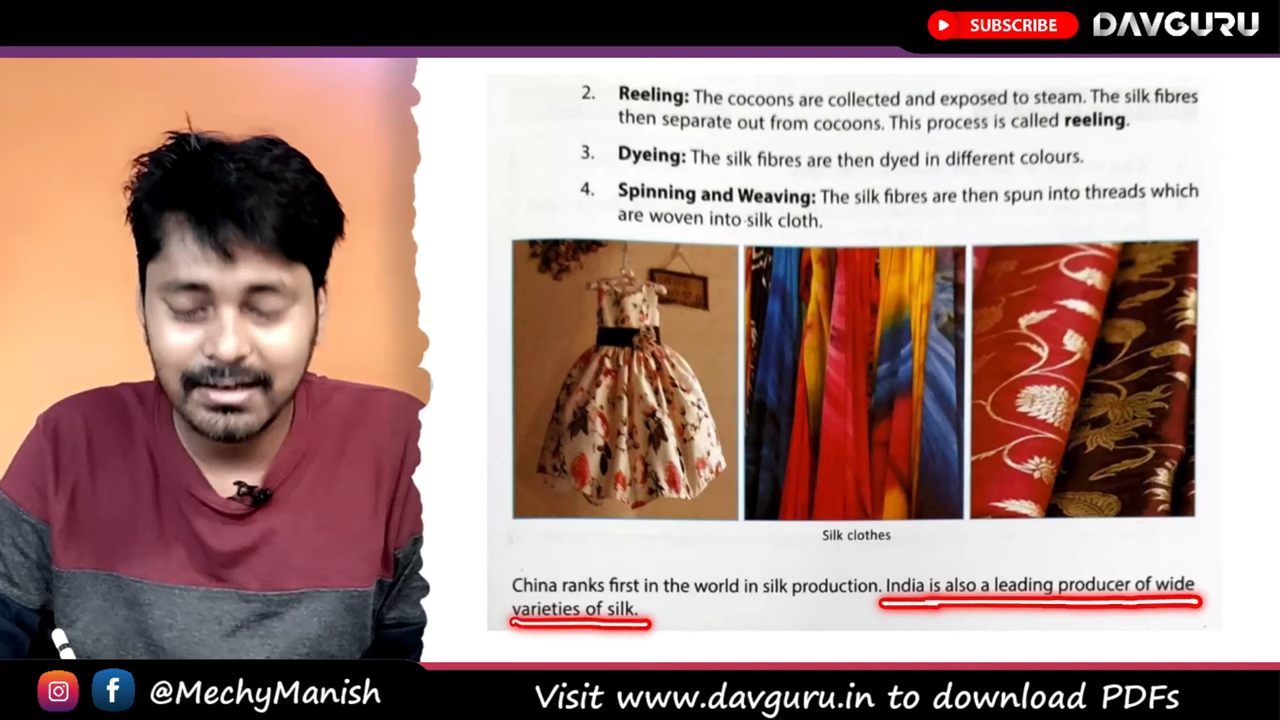 SUBSCRIBE DAVGURU
2. Reeling: The cocoons are collected and exposed to steam. The silk fibres
then separate out from cocoons. This process is called reeling.
3. Dyeing: The silk fibres are then dyed in different colours.
4. Spinning and Weaving: The silk fibres are then spun into threads which
are woven into silk cloth.
Silk clothes
China ranks first in the world in silk production. India is also a leading producer of wide
varieties of silk.
@MechyManish Visit www.davguru.in to download PDFs